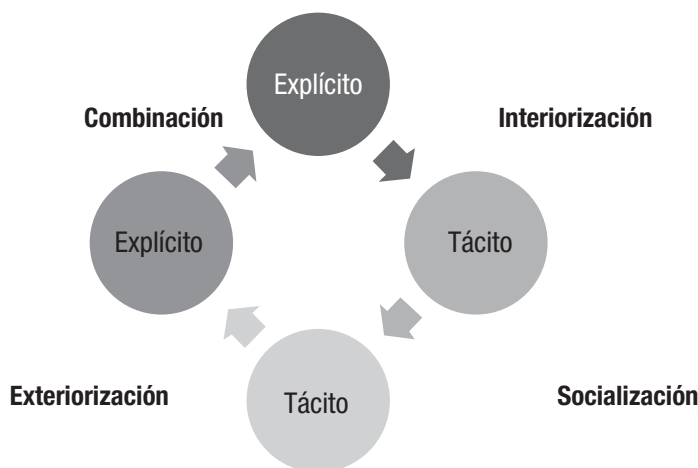 Explícito
Combinación
Interiorización
Explícito
Tácito
Exteriorización
Tácito
Socialización